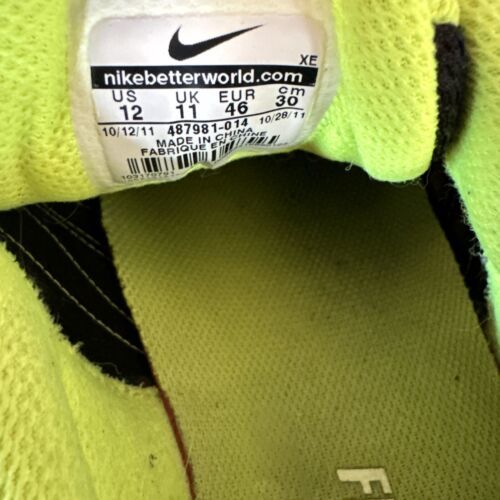 XE
nikebetterworld.com
US UK EUR cm
12 11 46 30
10/12/11 487981-014 10/28/11
MADE IN CHINA
FABRIQUE EN CHINE
F